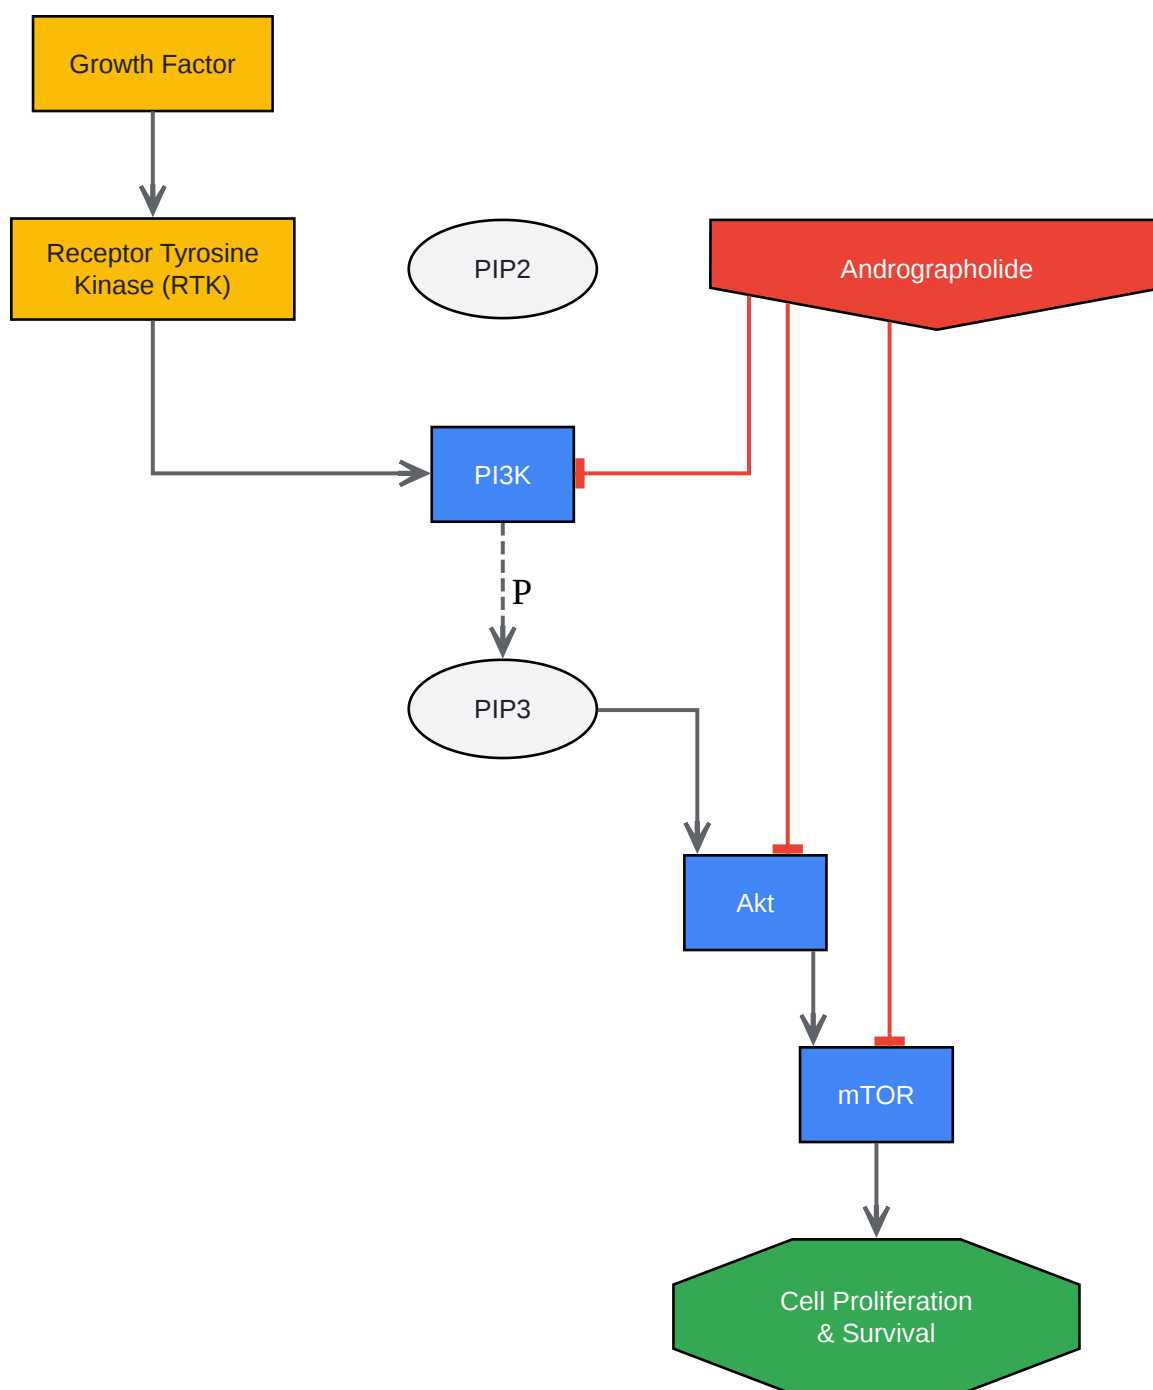 Growth Factor
Receptor Tyrosine
Kinase (RTK)
PIP2
Andrographolide
PI3K
P
PIP3
Akt
mTOR
Cell Proliferation
& Survival